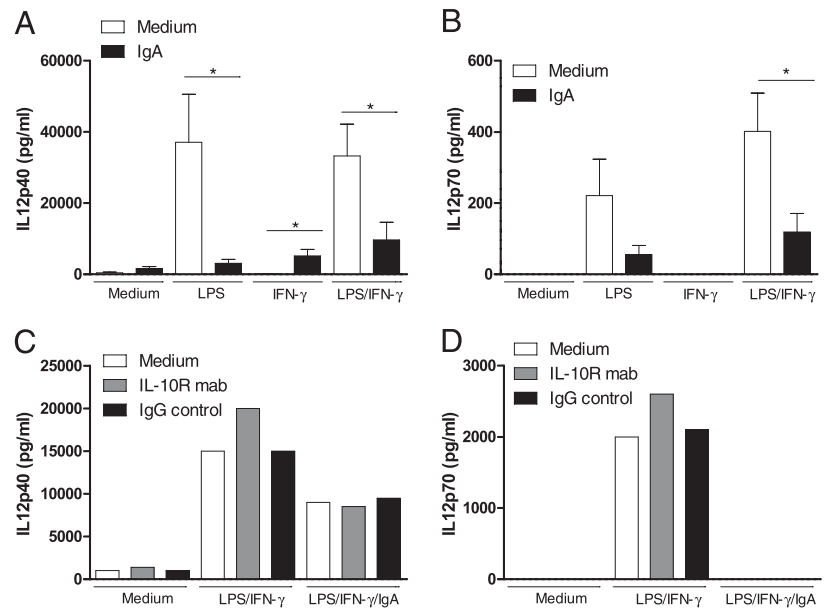 A
Medium
IgA
60000
40000
20000
0
IL12p40 (pg/ml)
*
*
*
Medium LPS IFN-γ LPS/IFN-γ
B
Medium
IgA
600
400
200
0
IL12p70 (pg/ml)
*
Medium LPS IFN-γ LPS/IFN-γ
C
Medium
IL-10R mab
IgG control
25000
20000
15000
10000
5000
0
IL12p40 (pg/ml)
Medium LPS/IFN-γ LPS/IFN-γ/IgA
D
Medium
IL-10R mab
IgG control
3000
2000
1000
0
IL12p70 (pg/ml)
Medium LPS/IFN-γ LPS/IFN-γ/IgA